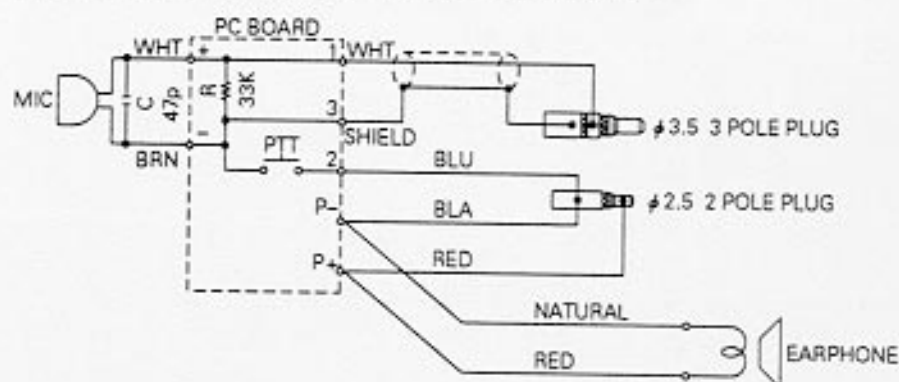 PC BOARD
WHT + 1 WHT
MIC C 47p R 33K
3
SHIELD
φ3.5 3 POLE PLUG
BRN - PTT 2 BLU
P- BLA
φ2.5 2 POLE PLUG
P+ RED
NATURAL
RED
EARPHONE